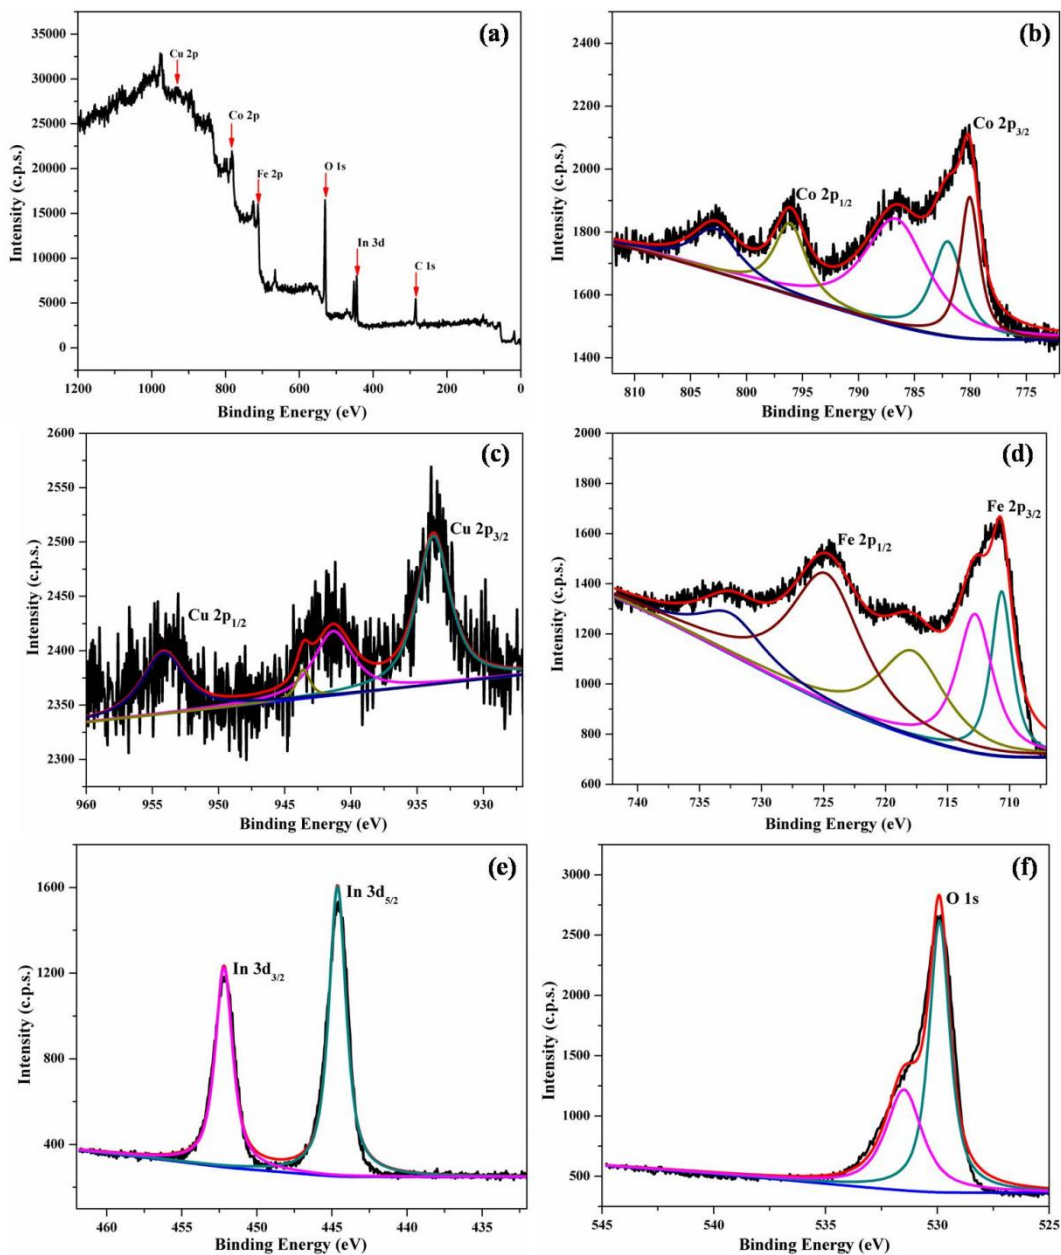 (a)
Cu 2p
Co 2p
Fe 2p
O 1s
In 3d
C 1s
35000
30000
25000
20000
15000
10000
5000
0
Intensity (c.p.s.)
1200 1000 800 600 400 200 0
Binding Energy (eV)
(b)
Co 2p3/2
Co 2p1/2
2400
2200
2000
1800
1600
1400
Intensity (c.p.s.)
810 805 800 795 790 785 780 775
Binding Energy (eV)
(c)
Cu 2p3/2
Cu 2p1/2
2600
2550
2500
2450
2400
2350
2300
Intensity (c.p.s.)
960 955 950 945 940 935 930
Binding Energy (eV)
(d)
Fe 2p3/2
Fe 2p1/2
2000
1800
1600
1400
1200
1000
800
600
Intensity (c.p.s.)
740 735 730 725 720 715 710
Binding Energy (eV)
(e)
In 3d5/2
In 3d3/2
1600
1200
800
400
Intensity (c.p.s.)
460 455 450 445 440 435
Binding Energy (eV)
(f)
O 1s
3000
2500
2000
1500
1000
500
Intensity (c.p.s.)
545 540 535 530 525
Binding Energy (eV)